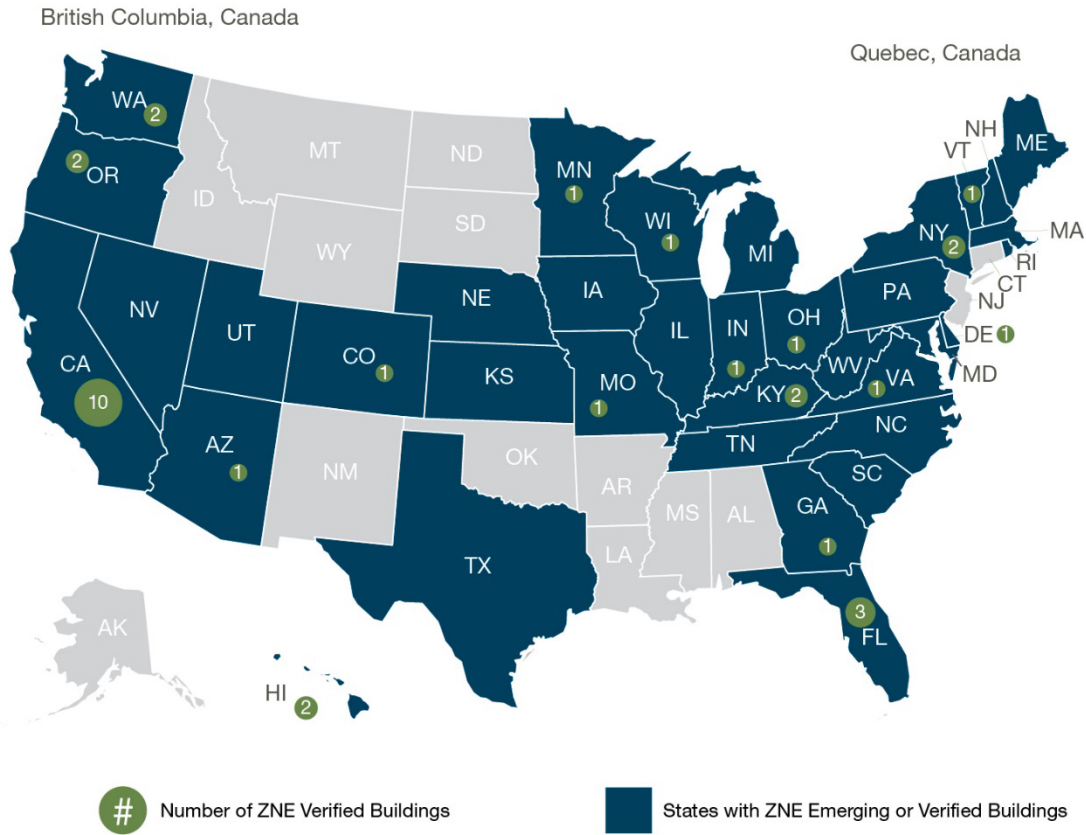 British Columbia, Canada
Quebec, Canada
WA
2
2
OR
ID
MT
ND
MN
1
SD
WY
WI
1
MI
NH
VT
ME
1
NY
2
MA
RI
CT
NJ
PA
NV
UT
NE
IA
IL
IN
1
OH
1
DE
1
MD
WV
VA
1
CA
10
CO
1
KS
MO
1
KY
2
AZ
1
NM
OK
AR
TN
NC
SC
TX
LA
MS
AL
GA
1
3
FL
AK
HI
2
# Number of ZNE Verified Buildings
States with ZNE Emerging or Verified Buildings